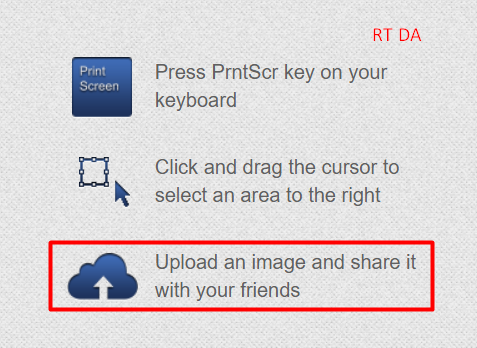 RT DA
Print
Screen
Press PrntScr key on your
keyboard
Click and drag the cursor to
select an area to the right
Upload an image and share it
with your friends